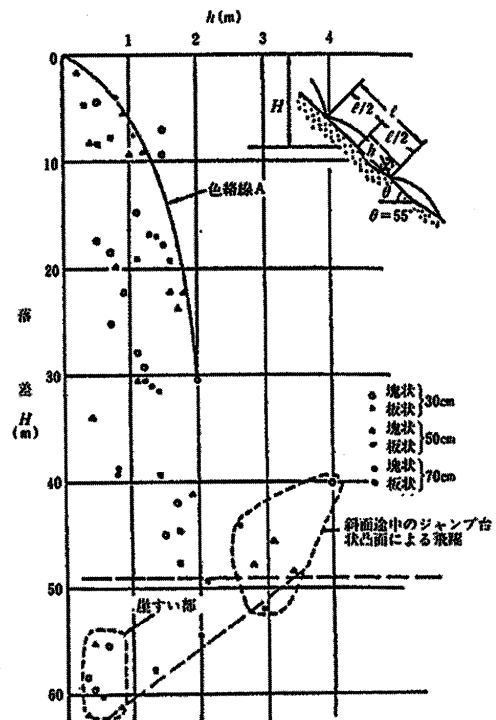 h(m)
1 2 3 4
0
10
20
30
40
50
60
落差
H
(m)
H
ℓ
ℓ/2
ℓ/2
h
θ
θ=55°
包絡線A
塊状
板状
30cm
塊状
板状
50cm
塊状
板状
70cm
斜面途中のジャンプ台
状凸面による飛躍
崖すい部